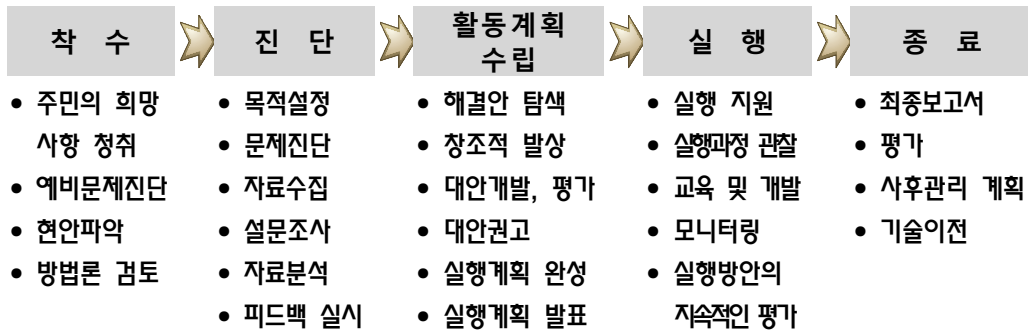 착 수
• 주민의 희망
사항 청취
• 예비문제진단
• 현안파악
• 방법론 검토
진 단
• 목적설정
• 문제진단
• 자료수집
• 설문조사
• 자료분석
• 피드백 실시
활동계획
수립
• 해결안 탐색
• 창조적 발상
• 대안개발, 평가
• 대안권고
• 실행계획 완성
• 실행계획 발표
실 행
• 실행 지원
• 실행과정 관찰
• 교육 및 개발
• 모니터링
• 실행방안의
지속적인 평가
종 료
• 최종보고서
• 평가
• 사후관리 계획
• 기술이전